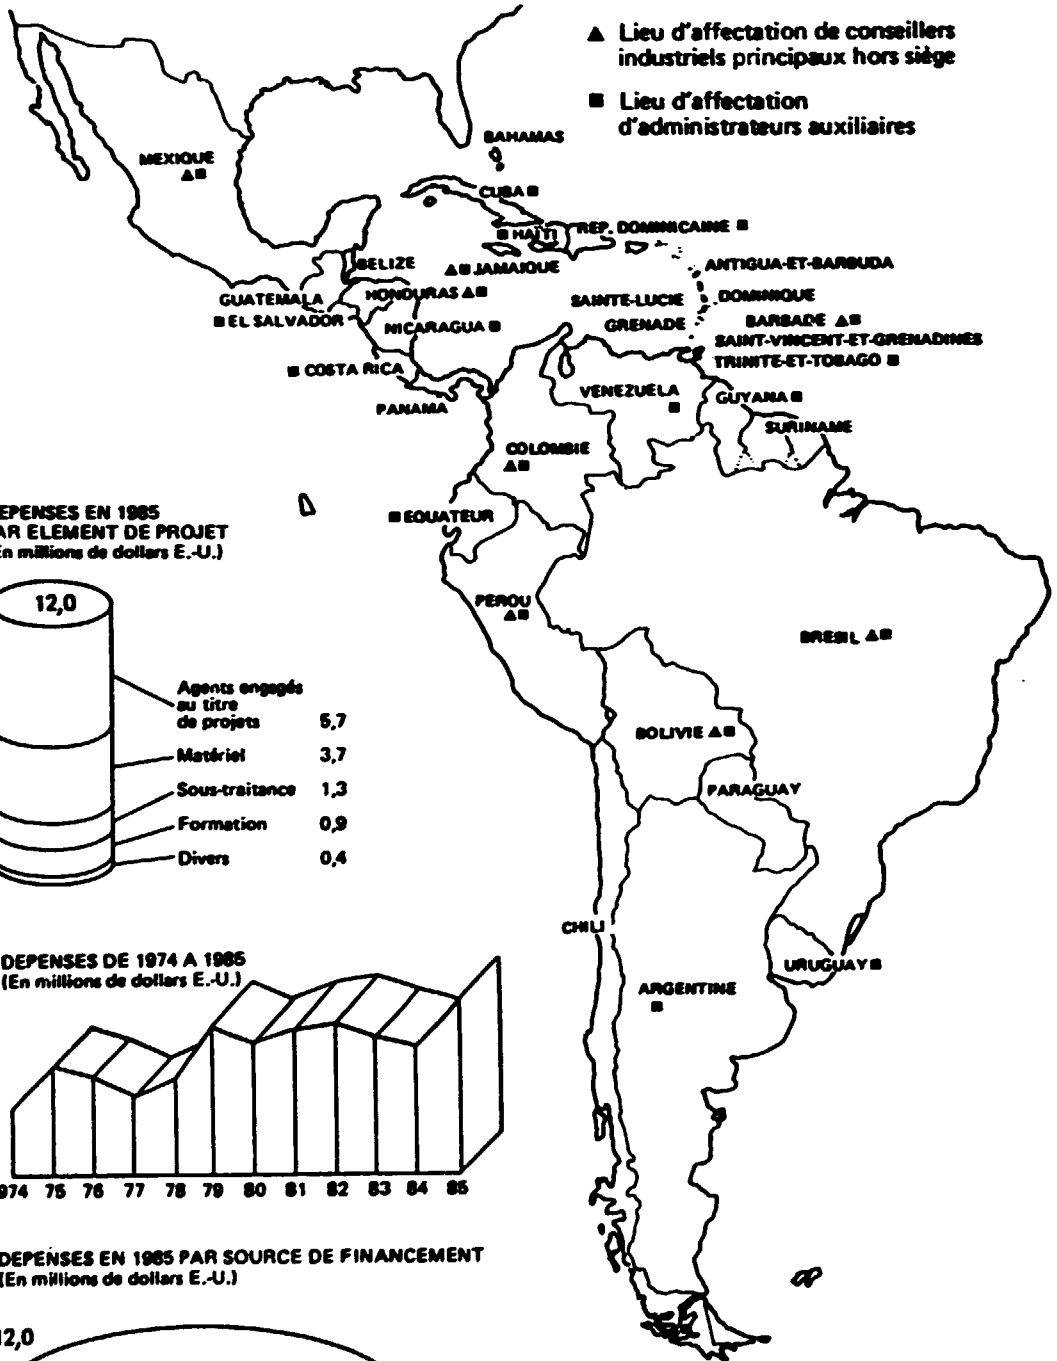 ▲ Lieu d'affectation de conseillers
industriels principaux hors siège
■ Lieu d'affectation
d'administrateurs auxiliaires
BAHAMAS
MEXIQUE
▲■
CUBA ■
■ HAÏTI
REP. DOMINICAINE ■
BELIZE
▲■ JAMAIQUE
ANTIGUA-ET-BARBUDA
GUATEMALA
HONDURAS ▲■
SAINTE-LUCIE
DOMINIQUE
■ EL SALVADOR
NICARAGUA ■
GRENADE
BARBADE ▲■
SAINT-VINCENT-ET-GRENADINES
TRINITE-ET-TOBAGO ■
■ COSTA RICA
PANAMA
VENEZUELA
■
GUYANA ■
SURINAME
COLOMBIE
▲■
■ EQUATEUR
PEROU
▲■
BRESIL ▲■
BOLIVIE ▲■
PARAGUAY
CHILI
URUGUAY ■
ARGENTINE
■
EPENSES EN 1985
AR ELEMENT DE PROJET
En millions de dollars E.-U.)
12,0
Agents engagés
au titre
de projets 5,7
Matériel 3,7
Sous-traitance 1,3
Formation 0,9
Divers 0,4
DEPENSES DE 1974 A 1985
(En millions de dollars E.-U.)
974 75 76 77 78 79 80 81 82 83 84 85
DEPENSES EN 1985 PAR SOURCE DE FINANCEMENT
(En millions de dollars E.-U.)
12,0